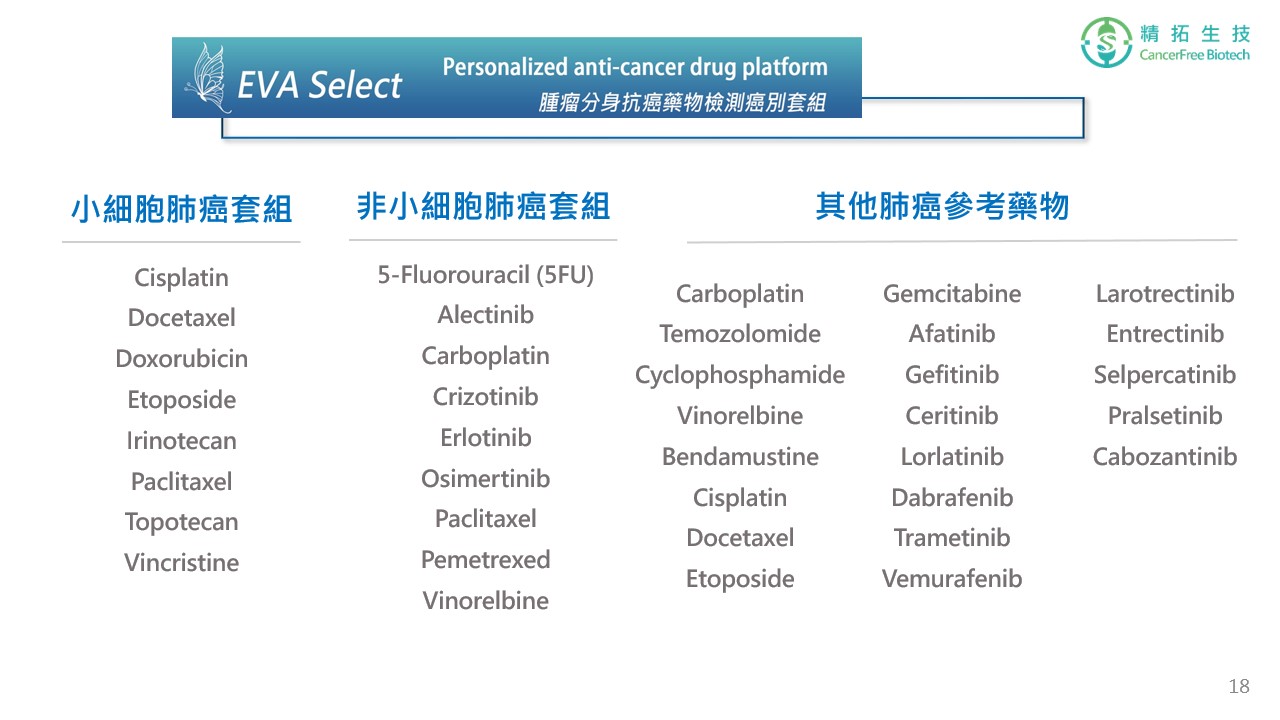 精拓生技
CancerFree Biotech
EVA Select
Personalized anti-cancer drug platform
腫瘤分身抗癌藥物檢測癌別套組
小細胞肺癌套組
Cisplatin
Docetaxel
Doxorubicin
Etoposide
Irinotecan
Paclitaxel
Topotecan
Vincristine
非小細胞肺癌套組
5-Fluorouracil (5FU)
Alectinib
Carboplatin
Crizotinib
Erlotinib
Osimertinib
Paclitaxel
Pemetrexed
Vinorelbine
其他肺癌參考藥物
Carboplatin
Temozolomide
Cyclophosphamide
Vinorelbine
Bendamustine
Cisplatin
Docetaxel
Etoposide
Gemcitabine
Afatinib
Gefitinib
Ceritinib
Lorlatinib
Dabrafenib
Trametinib
Vemurafenib
Larotrectinib
Entrectinib
Selpercatinib
Pralsetinib
Cabozantinib
18